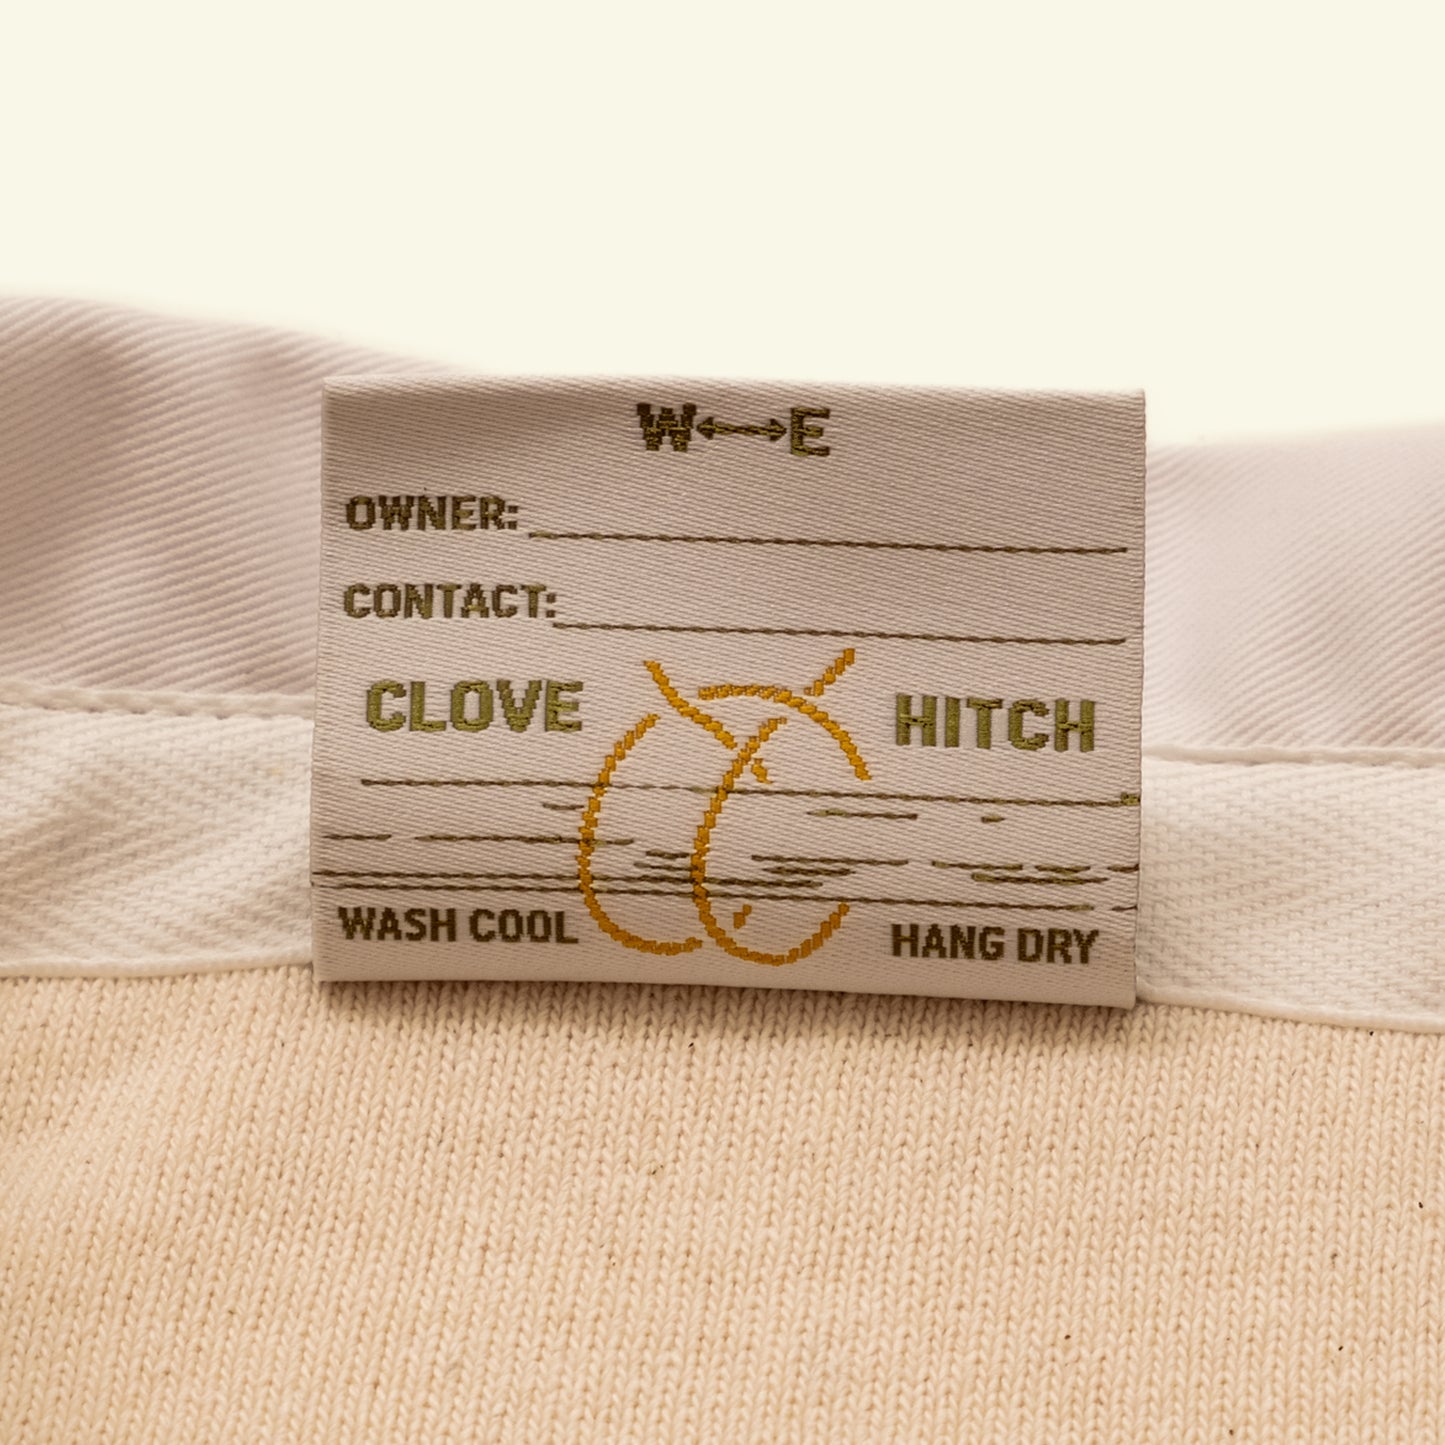 W↔E
OWNER:
CONTACT:
CLOVE HITCH
WASH COOL HANG DRY